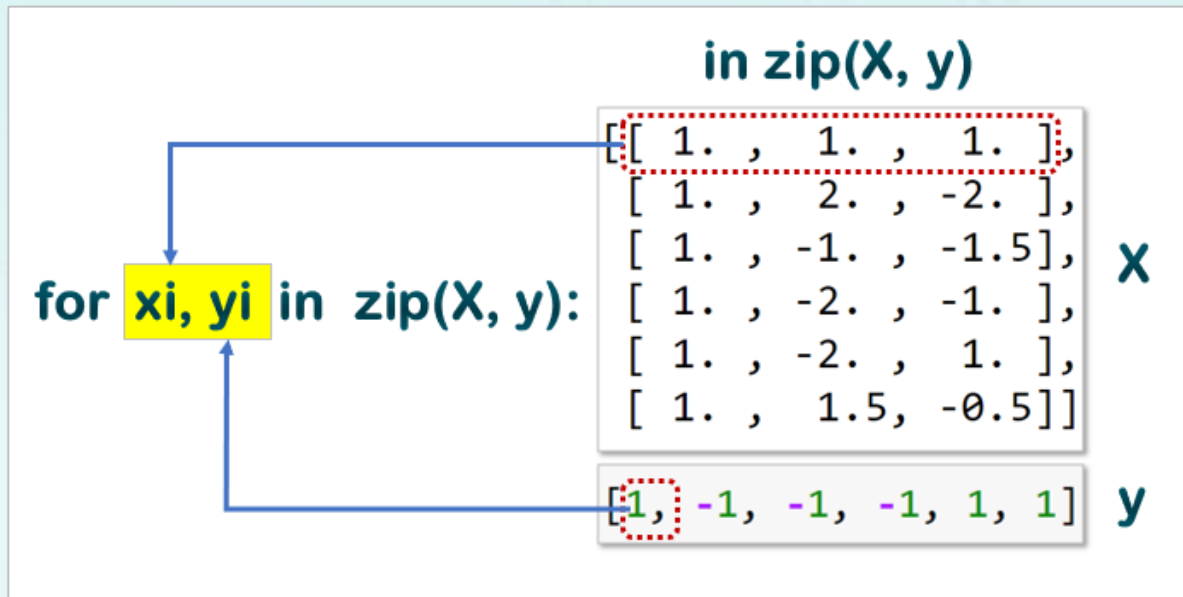 in zip(X, y)
[[ 1. ,  1. ,  1. ],
[ 1. ,  2. , -2. ],
[ 1. , -1. , -1.5],
X
for xi, yi in zip(X, y):
[ 1. , -2. , -1. ],
[ 1. , -2. ,  1. ],
[ 1. ,  1.5, -0.5]]
[1, -1, -1, -1, 1, 1] y